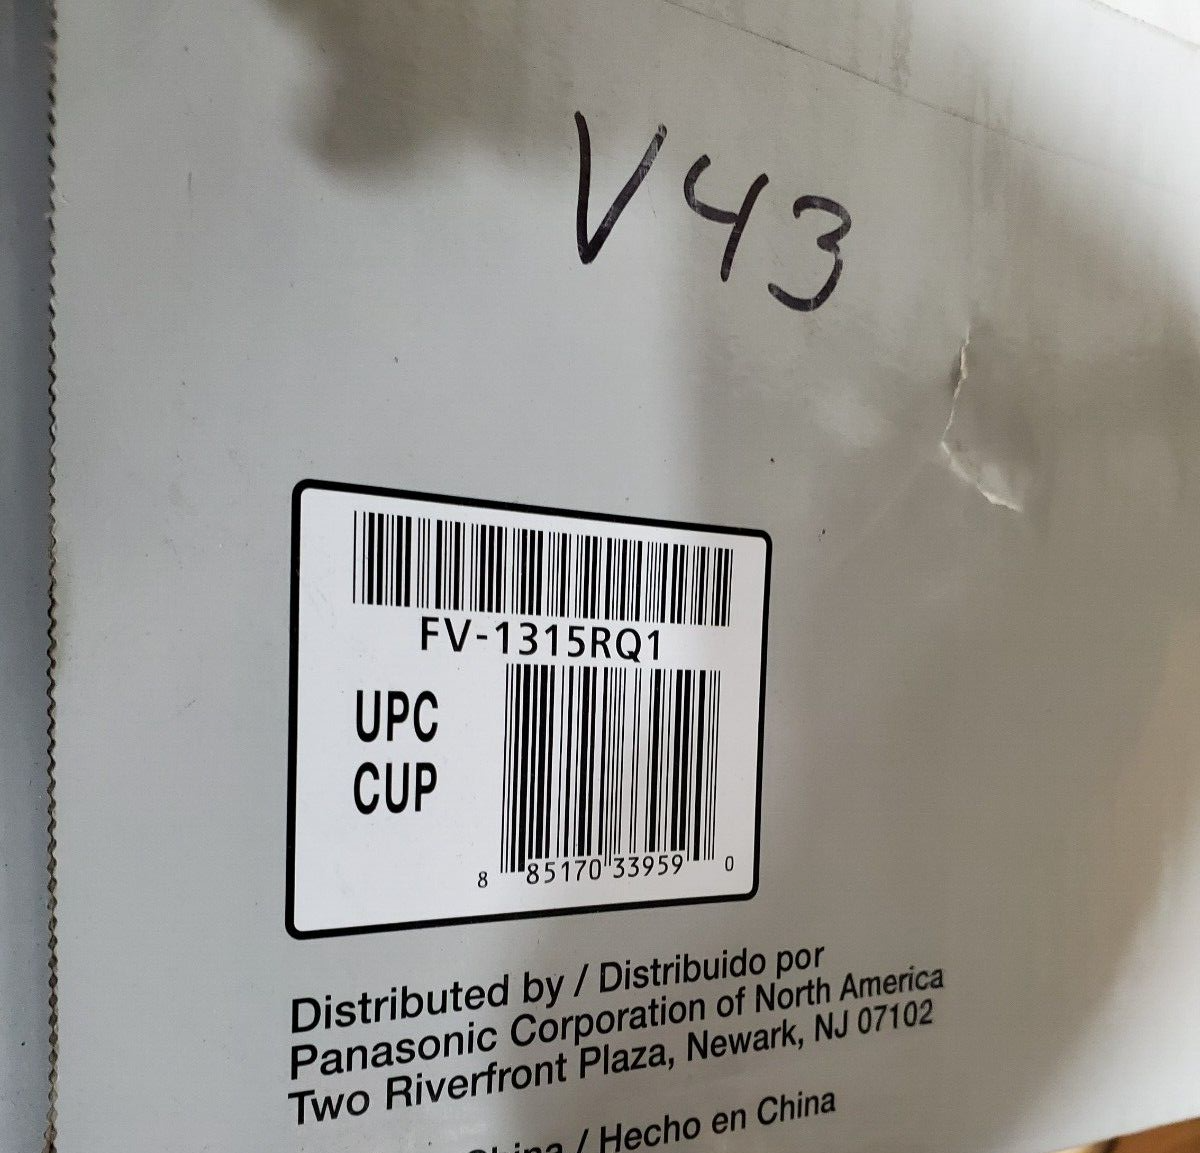 V43
FV-1315RQ1
UPC
CUP
8 85170 33959 0
Distributed by / Distribuido por
Panasonic Corporation of North America
Two Riverfront Plaza, Newark, NJ 07102
China / Hecho en China